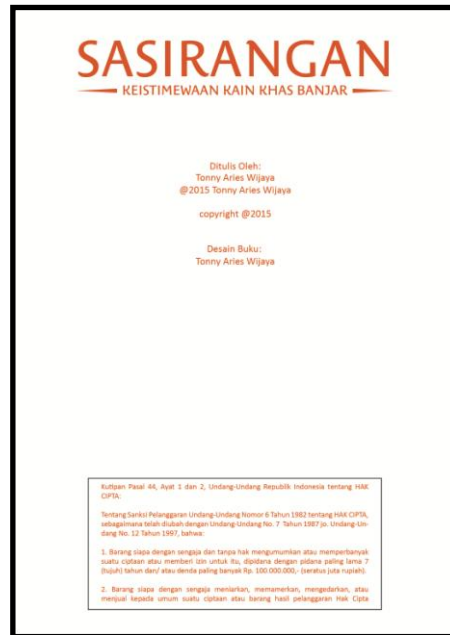 SASIRANGAN
KEISTIMEWAAN KAIN KHAS BANJAR
Ditulis Oleh:
Tonny Aries Wijaya
@2015 Tonny Aries Wijaya
copyright @2015
Desain Buku:
Tonny Aries Wijaya
Kutipan Pasal 44, Ayat 1 dan 2, Undang-Undang Republik Indonesia tentang HAK
CIPTA:
Tentang Sanksi Pelanggaran Undang-Undang Nomor 6 Tahun 1982 tentang HAK CIPTA,
sebagaimana telah diubah dengan Undang-Undang No. 7 Tahun 1987 jo. Undang-Un-
dang No. 12 Tahun 1997, bahwa:
1. Barang siapa dengan sengaja dan tanpa hak mengumumkan atau memperbanyak
suatu ciptaan atau memberi izin untuk itu, dipidana dengan pidana paling lama 7
(tujuh) tahun dan/ atau denda paling banyak Rp. 100.000.000,- (seratus juta rupiah).
2. Barang siapa dengan sengaja meniarkan, memamerkan, mengedarkan, atau
menjual kepada umum suatu ciptaan atau barang hasil pelanggaran Hak Cipta